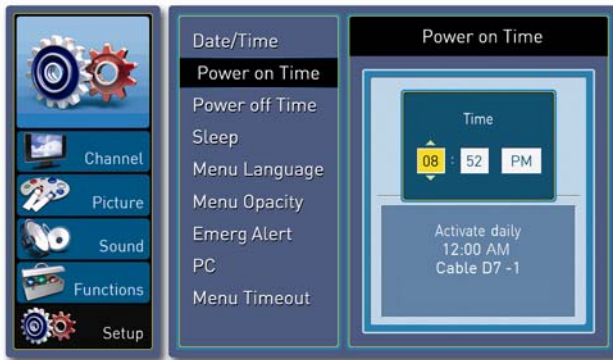 Channel
Picture
Sound
Functions
Setup
Date/Time
Power on Time
Power off Time
Sleep
Menu Language
Menu Opacity
Emerg Alert
PC
Menu Timeout
Power on Time
Time
08 : 52 PM
Activate daily
12:00 AM
Cable D7 -1